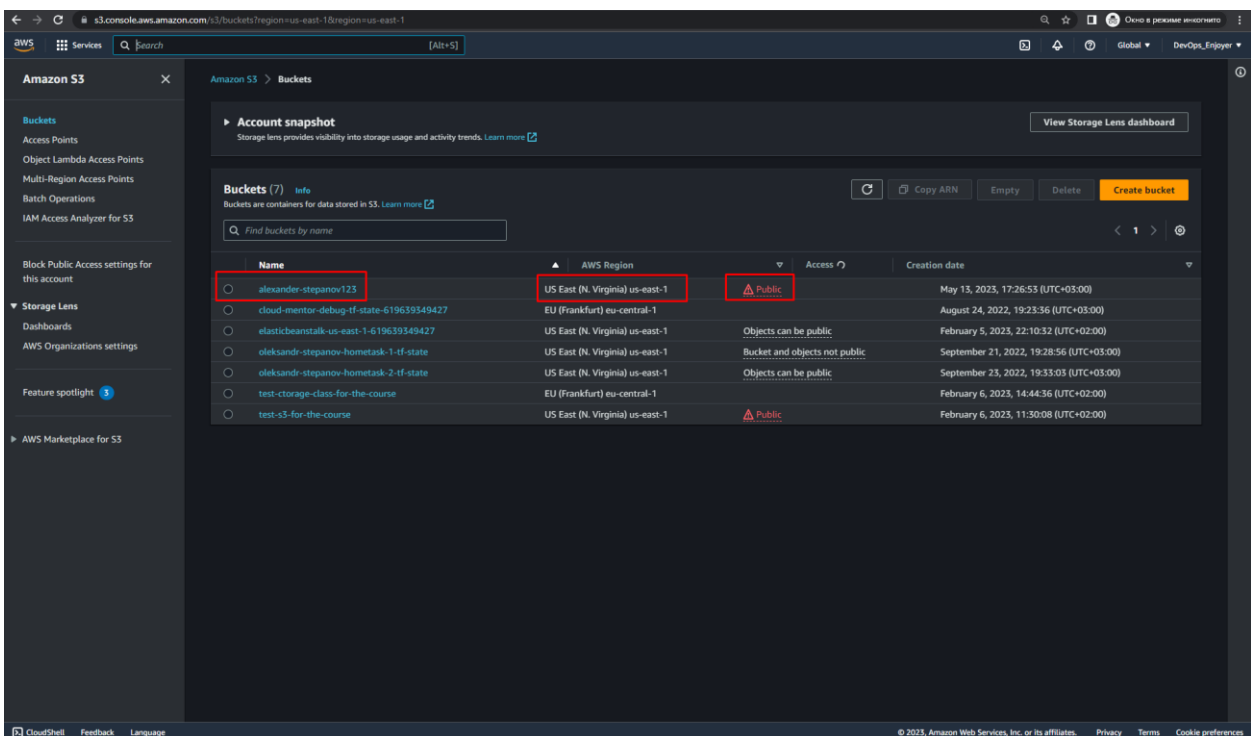 s3.console.aws.amazon.com/s3/buckets?region=us-east-1&region=us-east-1
Окно в режиме инкогнито
aws Services Search [Alt+S] Global DevOps_Enjoyer
Amazon S3
Buckets
Access Points
Object Lambda Access Points
Multi-Region Access Points
Batch Operations
IAM Access Analyzer for S3
Block Public Access settings for
this account
Storage Lens
Dashboards
AWS Organizations settings
Feature spotlight 3
AWS Marketplace for S3
Amazon S3 > Buckets
Account snapshot
Storage lens provides visibility into storage usage and activity trends. Learn more
View Storage Lens dashboard
Buckets (7) Info
Buckets are containers for data stored in S3. Learn more
Copy ARN Empty Delete Create bucket
Find buckets by name
1
Name AWS Region Access Creation date
alexander-stepanov123 US East (N. Virginia) us-east-1 Public May 13, 2023, 17:26:53 (UTC+03:00)
cloud-mentor-debug-tf-state-619639349427 EU (Frankfurt) eu-central-1 August 24, 2022, 19:23:36 (UTC+03:00)
elasticbeanstalk-us-east-1-619639349427 US East (N. Virginia) us-east-1 Objects can be public February 5, 2023, 22:10:32 (UTC+02:00)
oleksandr-stepanov-hometask-1-tf-state US East (N. Virginia) us-east-1 Bucket and objects not public September 21, 2022, 19:28:56 (UTC+03:00)
oleksandr-stepanov-hometask-2-tf-state US East (N. Virginia) us-east-1 Objects can be public September 23, 2022, 19:33:03 (UTC+03:00)
test-ctorage-class-for-the-course EU (Frankfurt) eu-central-1 February 6, 2023, 14:44:36 (UTC+02:00)
test-s3-for-the-course US East (N. Virginia) us-east-1 Public February 6, 2023, 11:30:08 (UTC+02:00)
CloudShell Feedback Language © 2023, Amazon Web Services, Inc. or its affiliates. Privacy Terms Cookie preferences